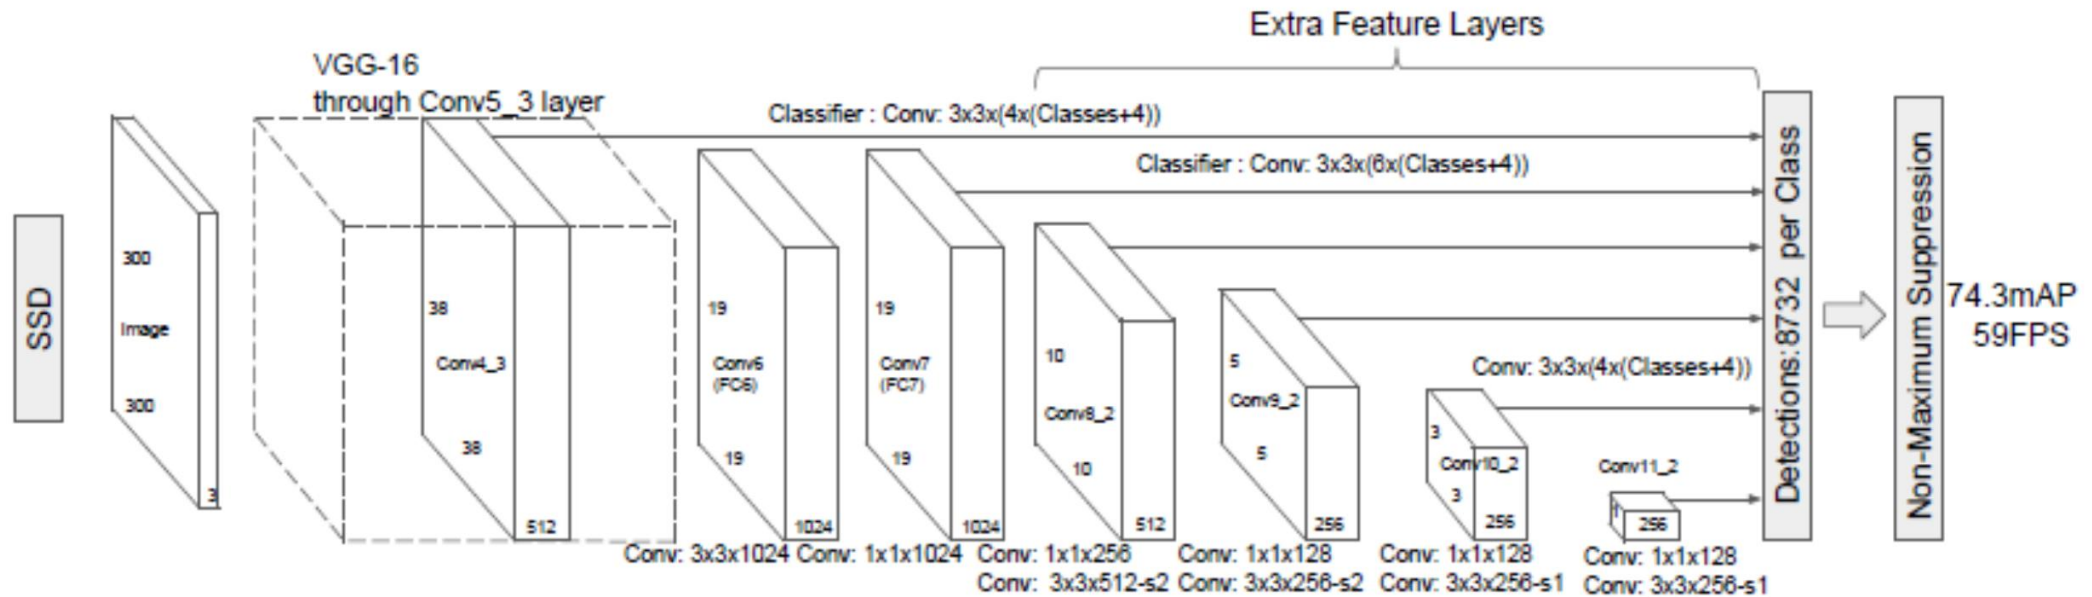 Extra Feature Layers
VGG-16
through Conv5_3 layer
Classifier : Conv: 3x3x(4x(Classes+4))
Classifier : Conv: 3x3x(6x(Classes+4))
SSD
300
Image
300
3
38
Conv4_3
38
512
19
Conv6
(FC6)
19
1024
19
Conv7
(FC7)
19
1024
10
Conv8_2
10
512
5
Conv9_2
5
256
Conv: 3x3x(4x(Classes+4))
3
Conv10_2
3
256
Conv11_2
1
256
Detections:8732 per Class
Non-Maximum Suppression
74.3mAP
59FPS
Conv: 3x3x1024
Conv: 1x1x1024
Conv: 1x1x256
Conv: 3x3x512-s2
Conv: 1x1x128
Conv: 3x3x256-s2
Conv: 1x1x128
Conv: 3x3x256-s1
Conv: 1x1x128
Conv: 3x3x256-s1